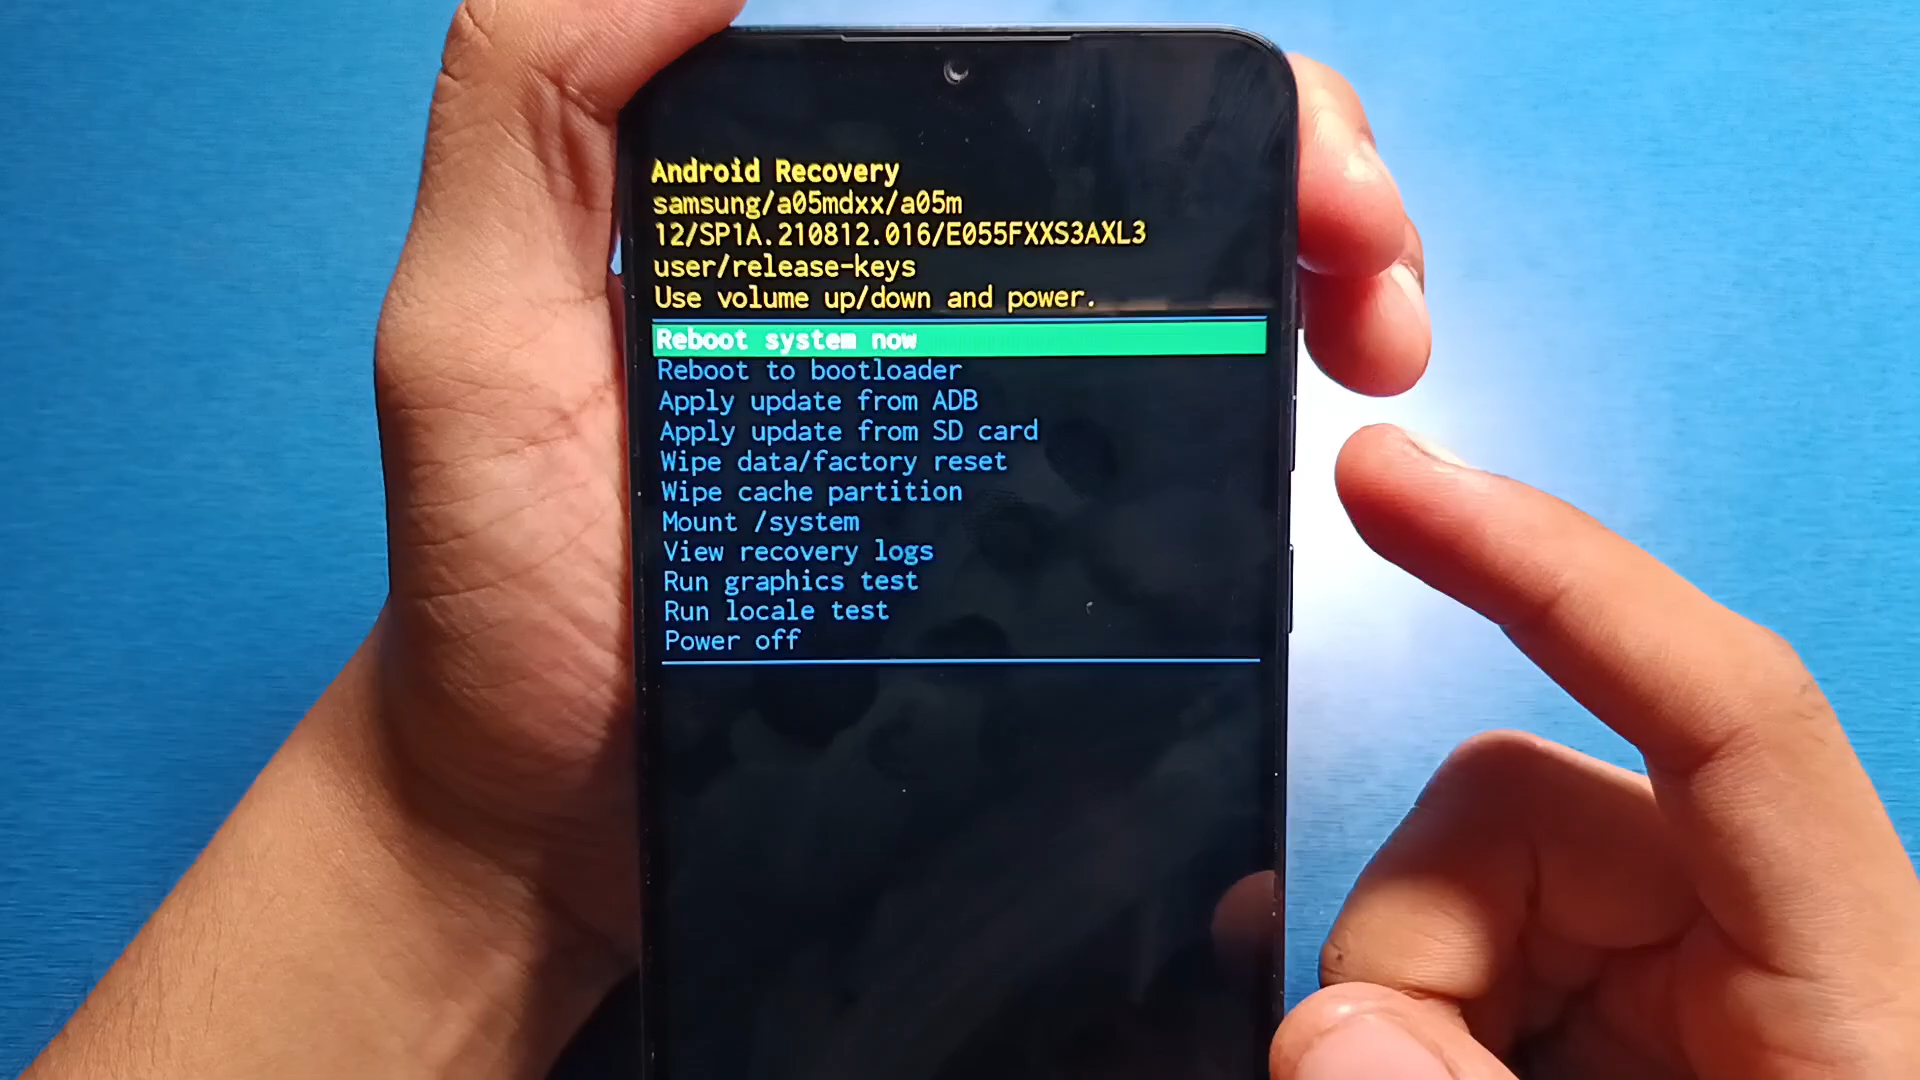 Android Recovery
samsung/a05mdxx/a05m
12/SP1A.210812.016/E055FXXS3AXL3
user/release-keys
Use volume up/down and power.
Reboot system now
Reboot to bootloader
Apply update from ADB
Apply update from SD card
Wipe data/factory reset
Wipe cache partition
Mount /system
View recovery logs
Run graphics test
Run locale test
Power off